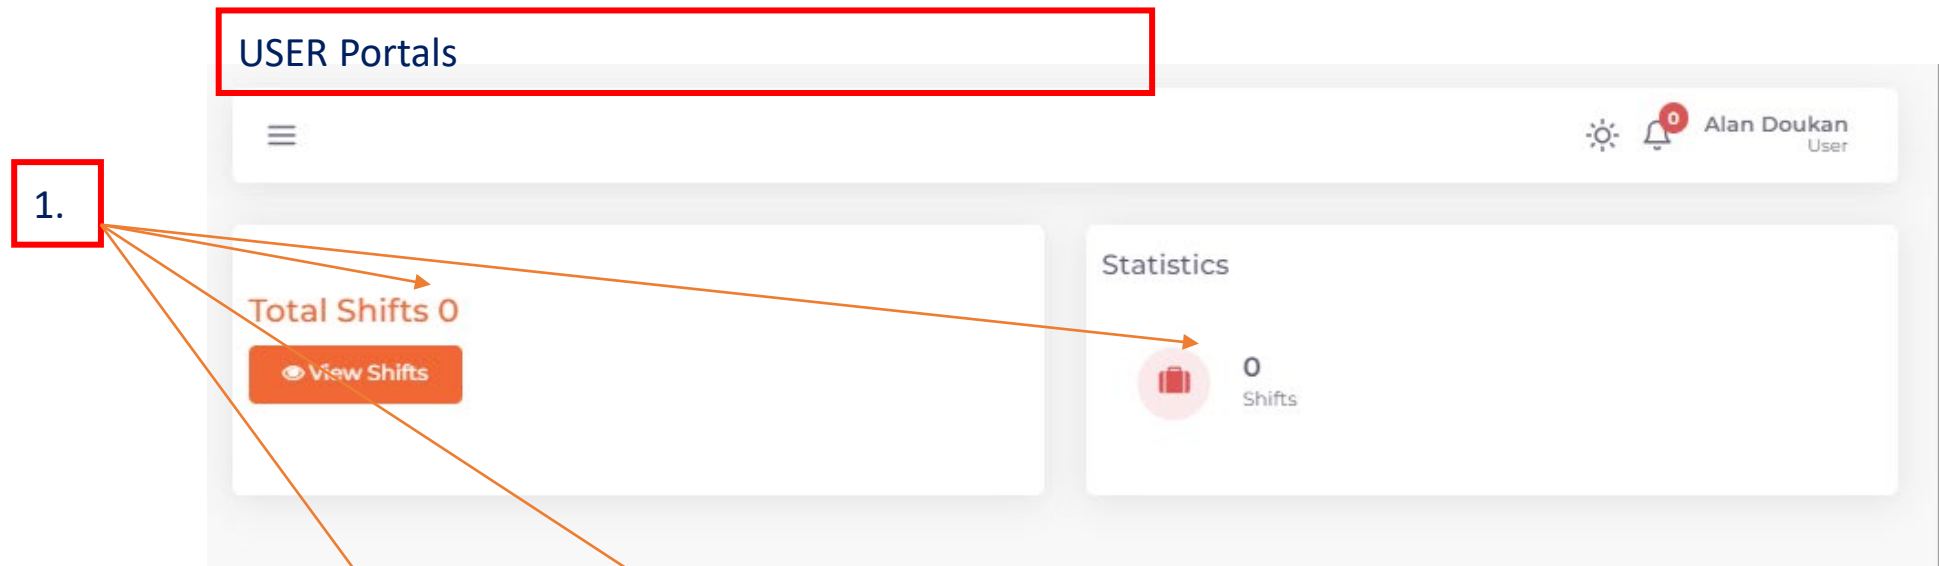 USER Portals
0
Alan Doukan
User
1.
Statistics
Total Shifts 0
View Shifts
0
Shifts